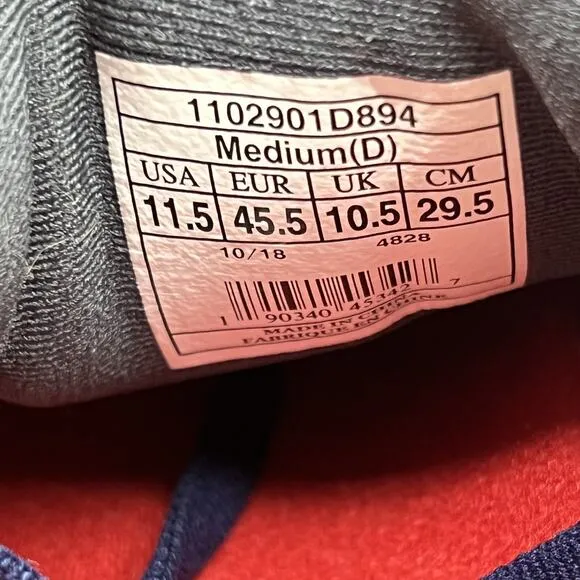 1102901D894
Medium(D)
USA EUR UK CM
11.5 45.5 10.5 29.5
10/18 4828
1 90340 45342 7
MADE IN CHINA
FABRIQUE EN CHINE